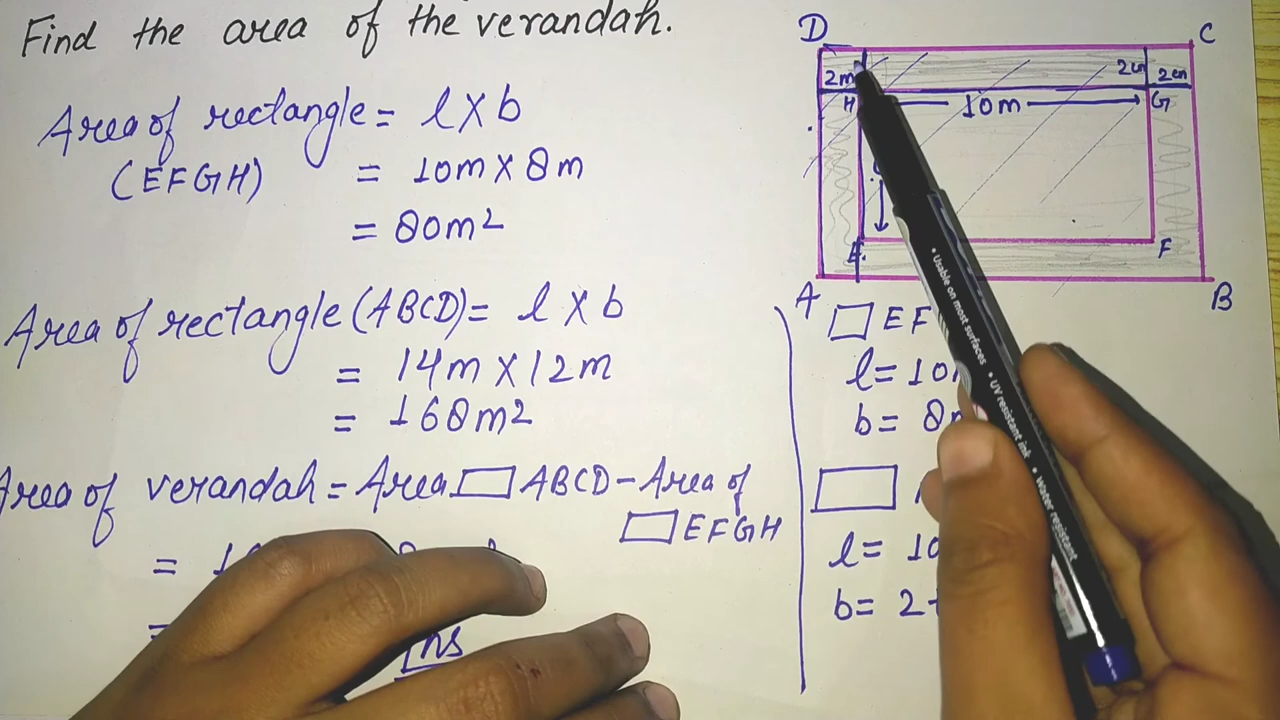 Find the area of the verandah.
Area of rectangle = l X b
(EFGH) = 10m X 8m
= 80m2
Area of rectangle (ABCD) = l X b
= 14m X 12m
= 168m2
Area of verandah = Area ▭ ABCD - Area of
▭ EFGH
=
=
Ans
D C
2m 2m 2m
H 10m G
E F
A B
▭ EF
l = 10
b = 8
▭
l = 10
b = 2+
• Usable on most surfaces • UV resistant ink • Water resistant